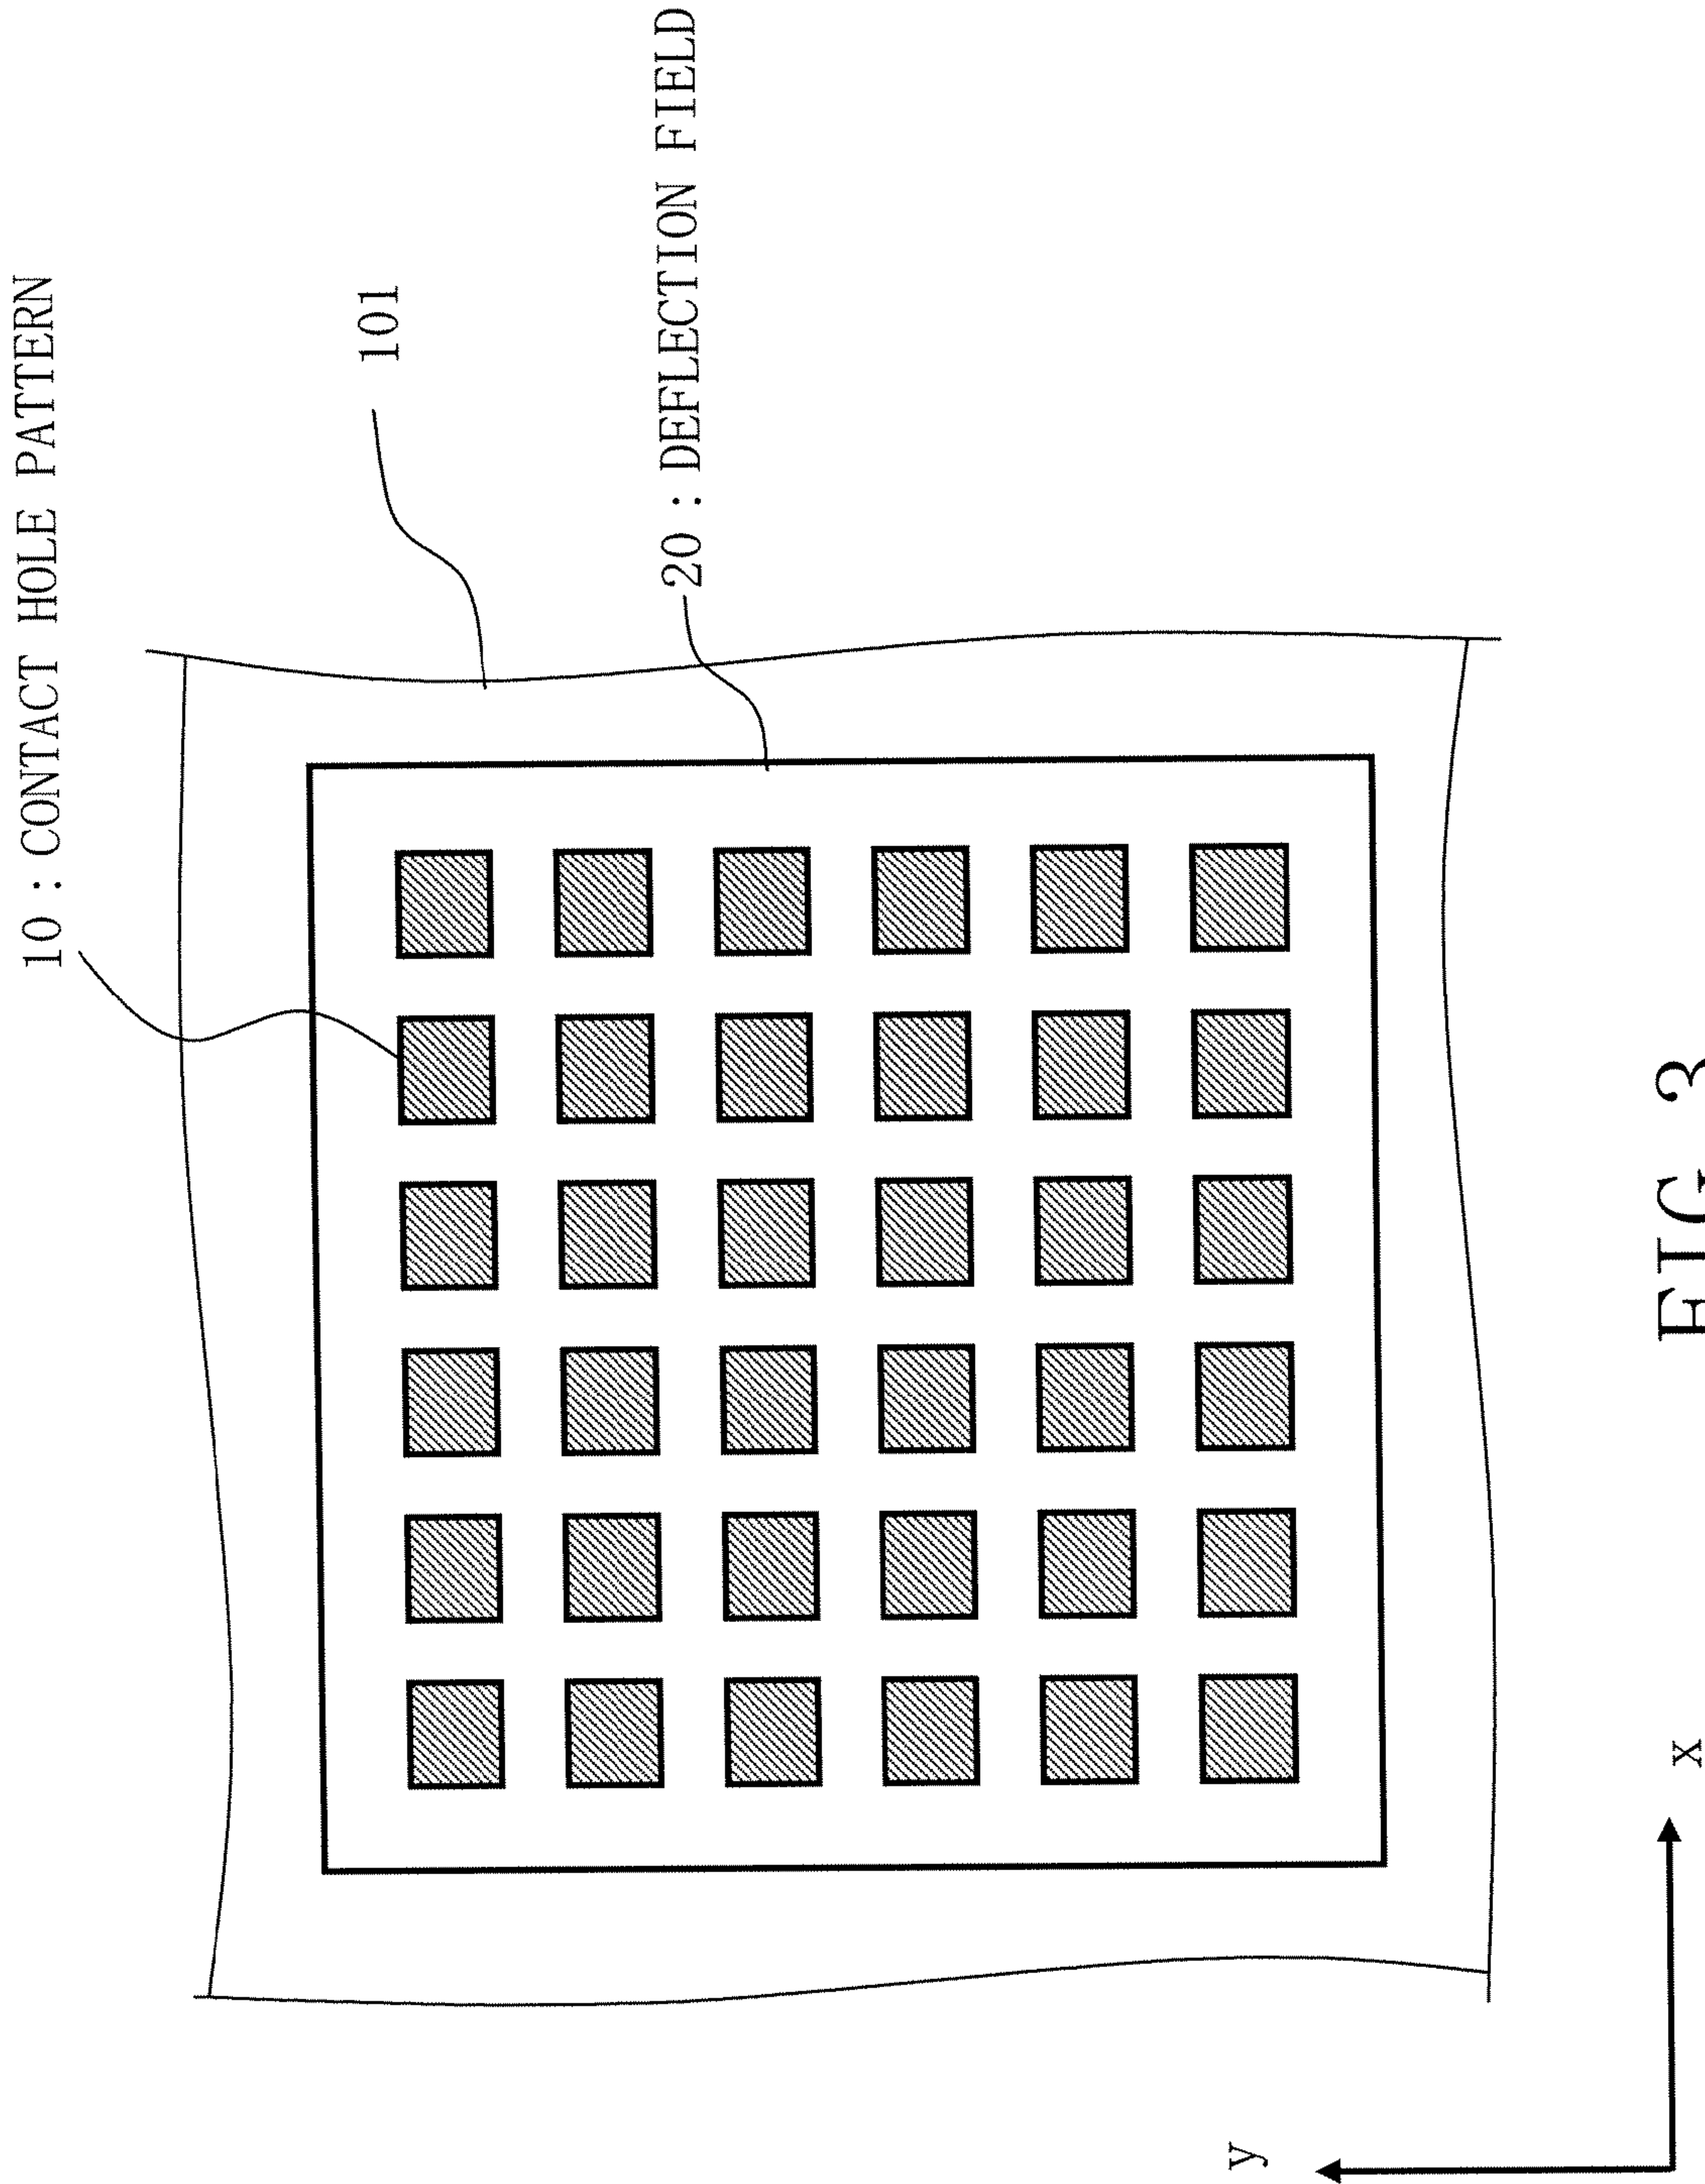 10 : CONTACT HOLE PATTERN
101
20 : DEFLECTION FIELD
y
x
FIG. 3